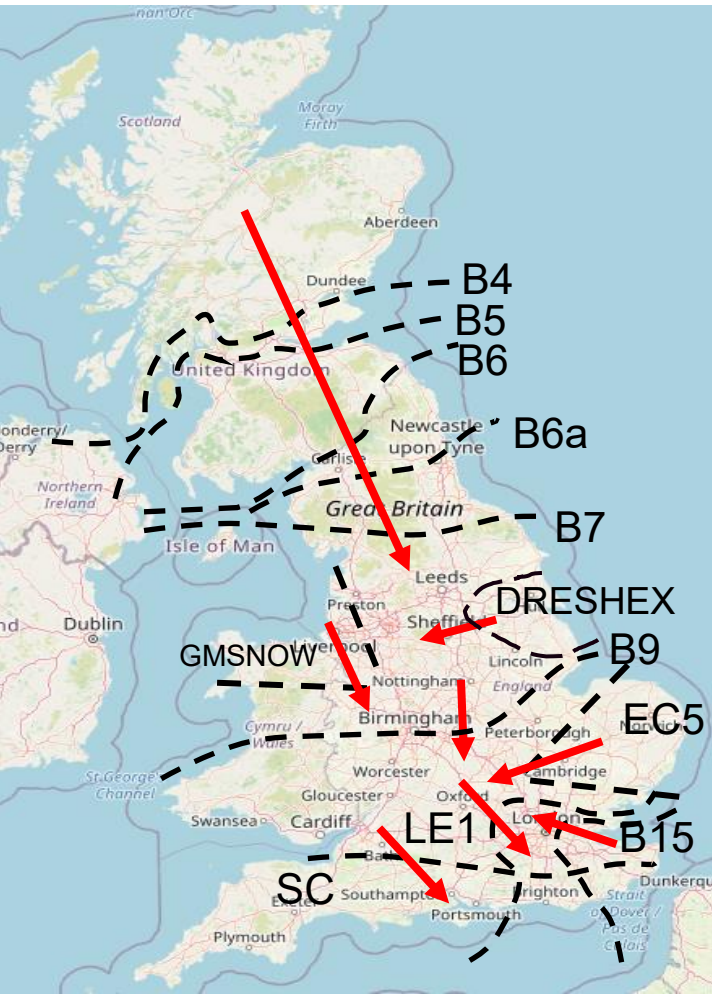 nan Orc
Scotland
Moray
Firth
Aberdeen
Dundee
B4
B5
B6
United Kingdom
onderry/
Derry
Newcastle
upon Tyne
B6a
Carlisle
Northern
Ireland
Great Britain
B7
Isle of Man
Leeds
Preston
DRESHEX
nd
Dublin
Sheffield
Liverpool
GMSNOW
B9
Lincoln
Nottingham
England
Birmingham
EC5
Norwich
Cymru /
Wales
Peterborough
St George'
Channel
Worcester
Cambridge
Gloucester
Oxford
Swansea
Cardiff
LE1
London
B15
Bath
Dunkerqu
SC
Exeter
Southampt
Brighton
Strait
of Dover /
Pas de
Calais
Portsmouth
Plymouth